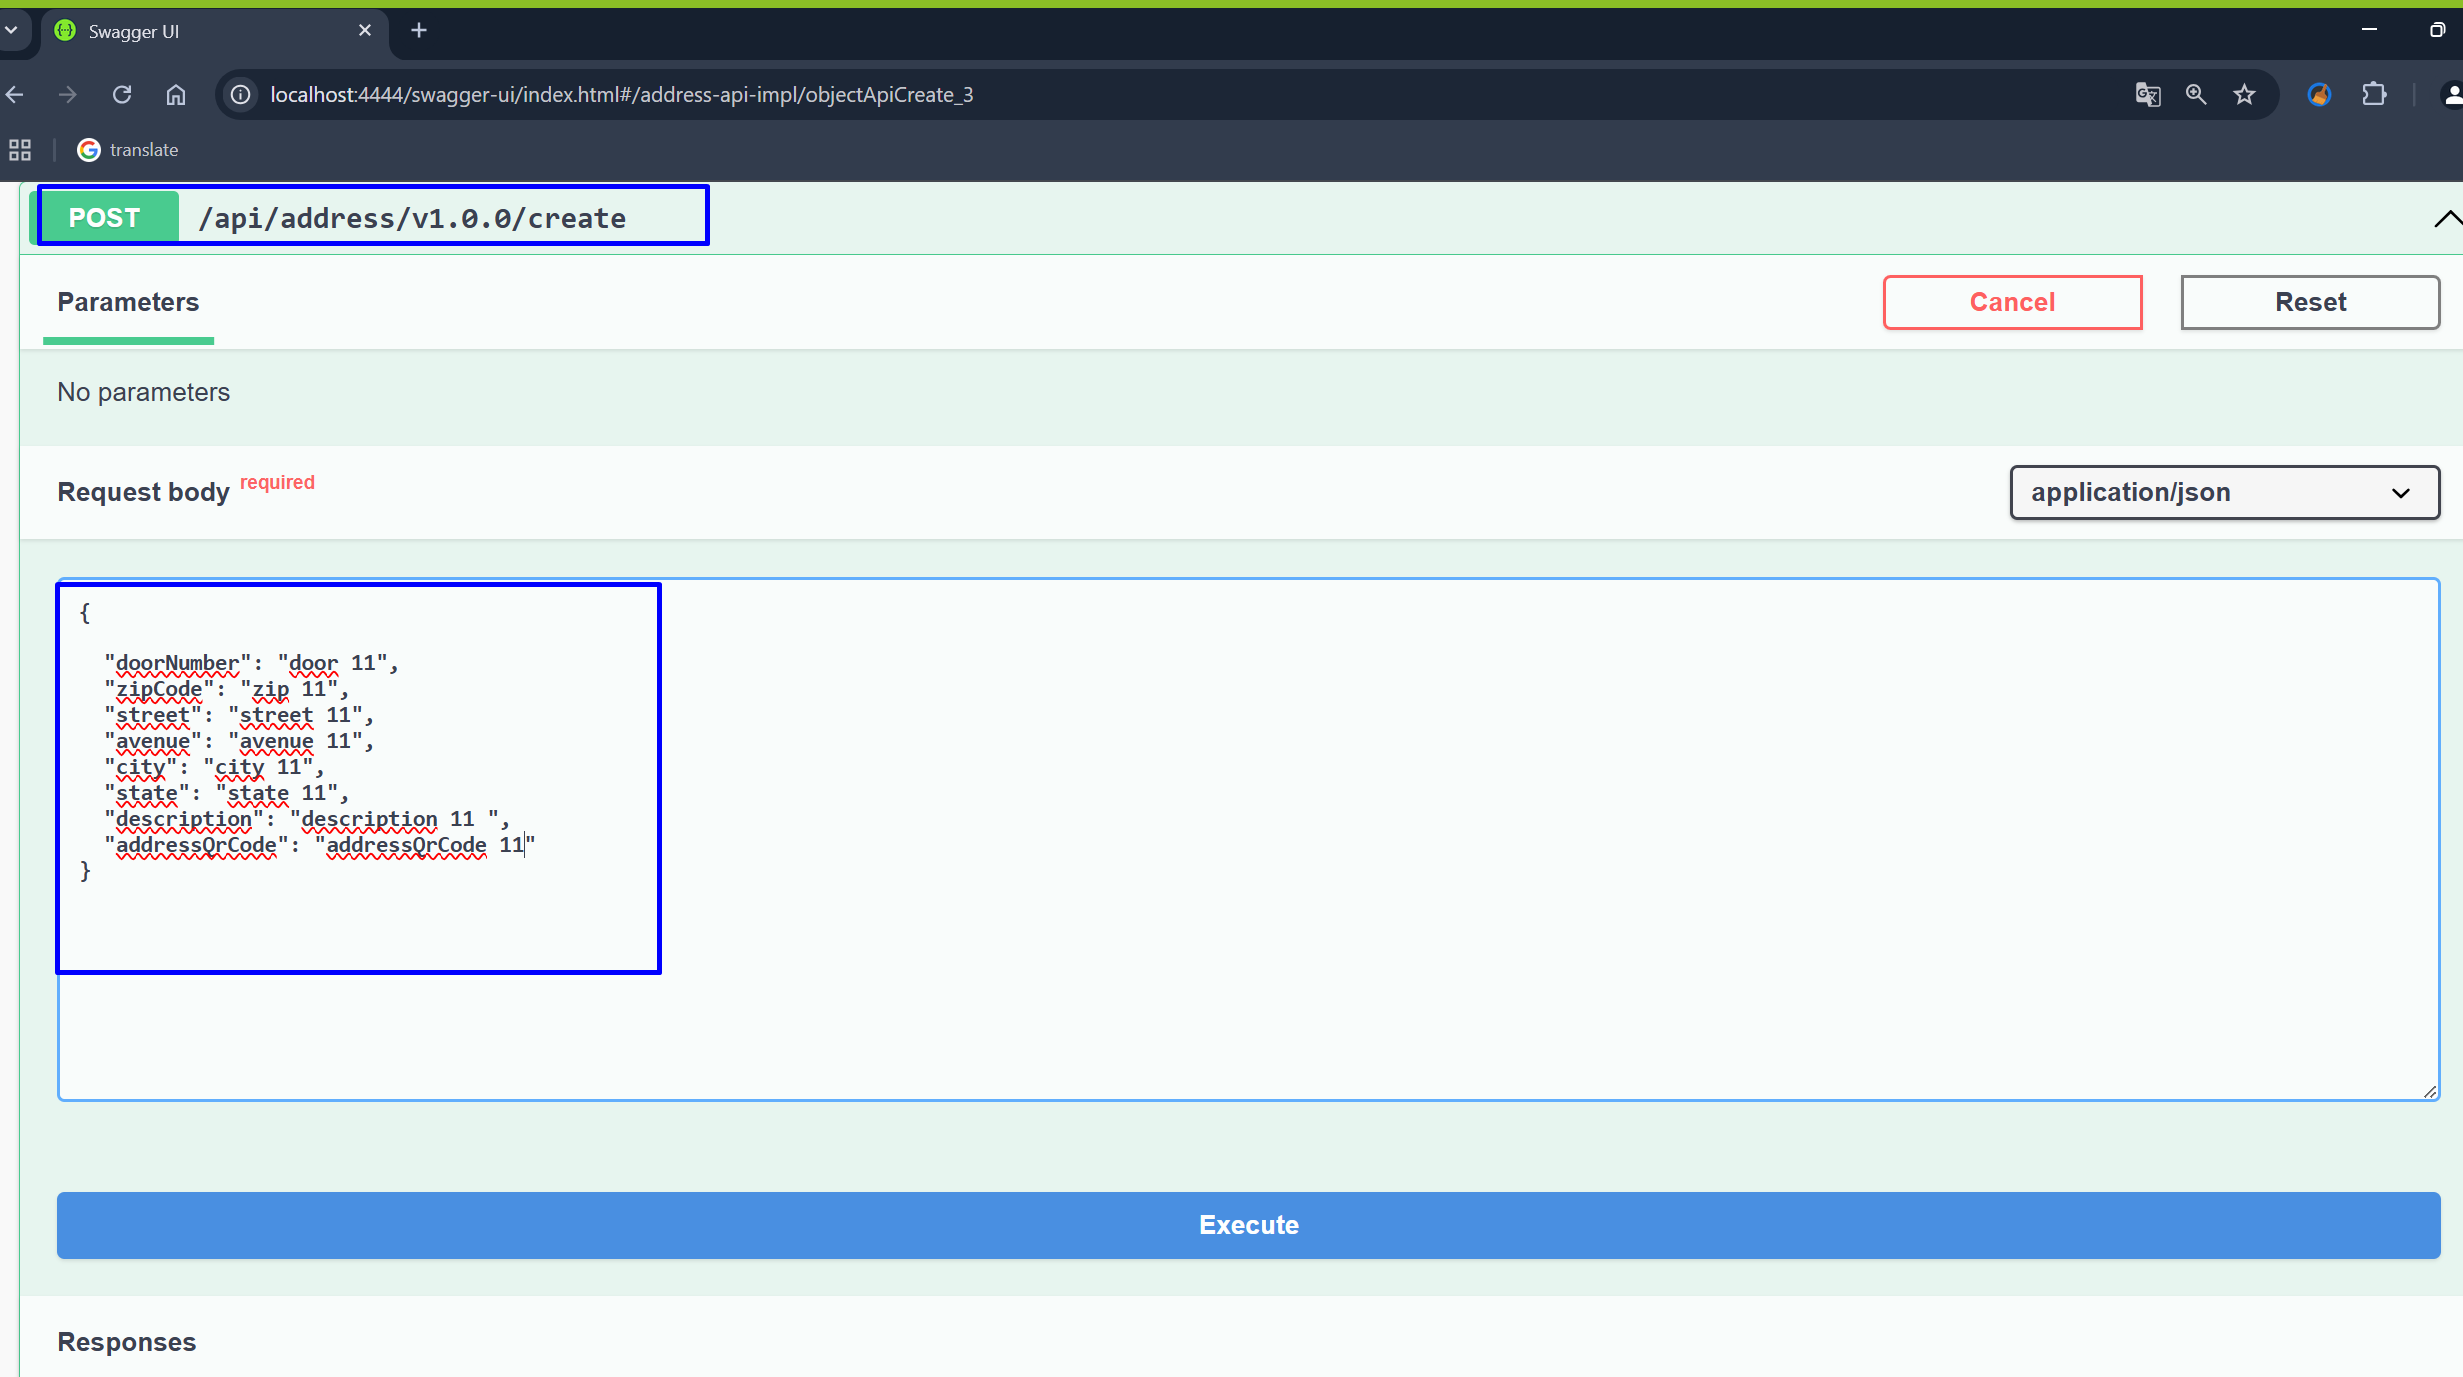 Swagger UI
localhost:4444/swagger-ui/index.html#/address-api-impl/objectApiCreate_3
translate
POST /api/address/v1.0.0/create
Parameters
Cancel
Reset
No parameters
Request body required
application/json
{
"doorNumber": "door 11",
"zipCode": "zip 11",
"street": "street 11",
"avenue": "avenue 11",
"city": "city 11",
"state": "state 11",
"description": "description 11 ",
"addressQrCode": "addressQrCode 11"
}
Execute
Responses